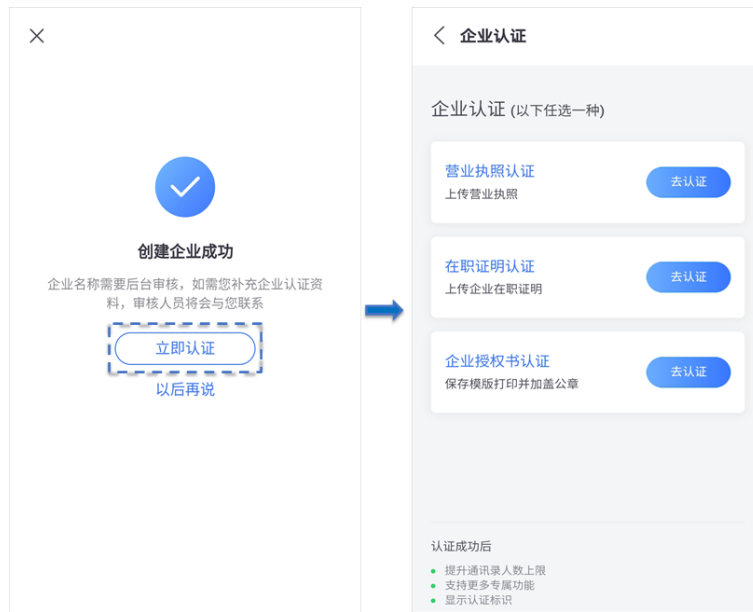 创建企业成功
企业名称需要后台审核，如需您补充企业认证资
料，审核人员将会与您联系
立即认证
以后再说
企业认证
企业认证 (以下任选一种)
营业执照认证
上传营业执照
去认证
在职证明认证
上传企业在职证明
去认证
企业授权书认证
保存模版打印并加盖公章
去认证
认证成功后
提升通讯录人数上限
支持更多专属功能
显示认证标识